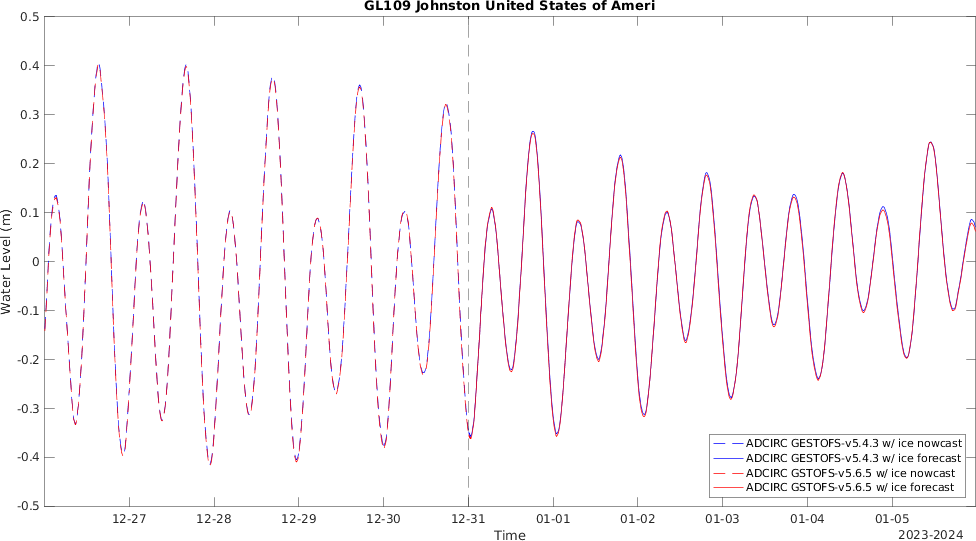 GL109 Johnston United States of Ameri
0.5
0.4
0.3
0.2
0.1
0
-0.1
-0.2
-0.3
-0.4
-0.5
Water Level (m)
12-27 12-28 12-29 12-30 12-31 01-01 01-02 01-03 01-04 01-05
Time
2023-2024
ADCIRC GESTOFS-v5.4.3 w/ ice nowcast
ADCIRC GESTOFS-v5.4.3 w/ ice forecast
ADCIRC GSTOFS-v5.6.5 w/ ice nowcast
ADCIRC GSTOFS-v5.6.5 w/ ice forecast